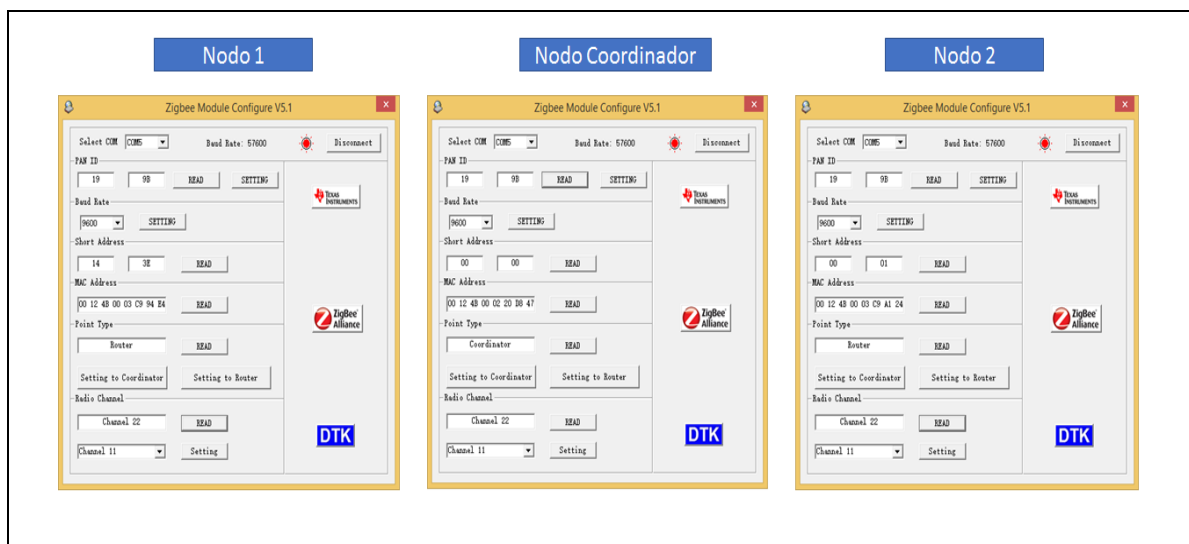 Nodo 1
Zigbee Module Configure V5.1
x
Select COM COM5 Baud Rate: 57600 Disconnect
PAN ID
19 9B READ SETTING
TEXAS
INSTRUMENTS
Baud Rate
9600 SETTING
Short Address
14 3E READ
MAC Address
00 12 4B 00 03 C9 94 E4 READ
ZigBee
Alliance
Point Type
Router READ
Setting to Coordinator Setting to Router
Radio Channel
Channel 22 READ
DTK
Channel 11 Setting
Nodo Coordinador
Zigbee Module Configure V5.1
x
Select COM COM5 Baud Rate: 57600 Disconnect
PAN ID
19 9B READ SETTING
TEXAS
INSTRUMENTS
Baud Rate
9600 SETTING
Short Address
00 00 READ
MAC Address
00 12 4B 00 02 20 D8 47 READ
ZigBee
Alliance
Point Type
Coordinator READ
Setting to Coordinator Setting to Router
Radio Channel
Channel 22 READ
DTK
Channel 11 Setting
Nodo 2
Zigbee Module Configure V5.1
x
Select COM COM5 Baud Rate: 57600 Disconnect
PAN ID
19 9B READ SETTING
TEXAS
INSTRUMENTS
Baud Rate
9600 SETTING
Short Address
00 01 READ
MAC Address
00 12 4B 00 03 C9 A1 24 READ
ZigBee
Alliance
Point Type
Router READ
Setting to Coordinator Setting to Router
Radio Channel
Channel 22 READ
DTK
Channel 11 Setting